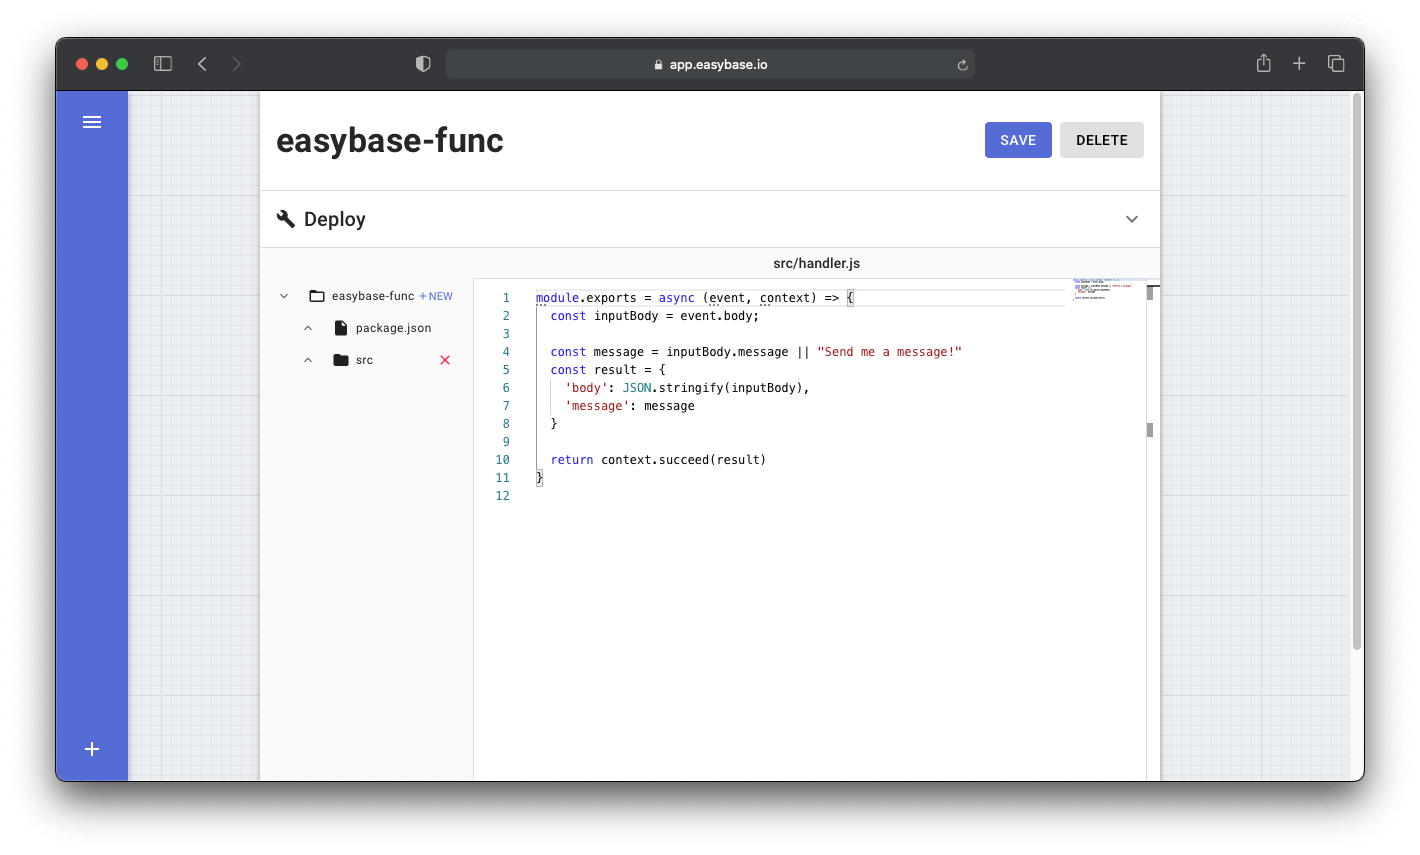 app.easybase.io
easybase-func
SAVE
DELETE
Deploy
src/handler.js
easybase-func +NEW
package.json
src
1 module.exports = async (event, context) => {
2 const inputBody = event.body;
3
4 const message = inputBody.message || "Send me a message!"
5 const result = {
6 'body': JSON.stringify(inputBody),
7 'message': message
8 }
9
10 return context.succeed(result)
11 }
12